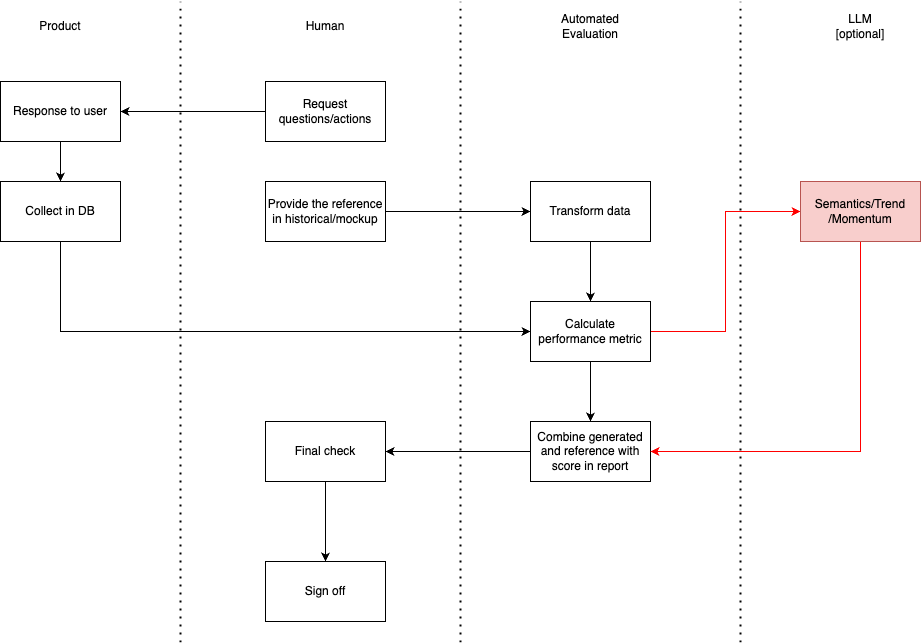 Product
Human
Automated
Evaluation
LLM
[optional]
Response to user
Request
questions/actions
Collect in DB
Provide the reference
in historical/mockup
Transform data
Semantics/Trend
/Momentum
Calculate
performance metric
Final check
Combine generated
and reference with
score in report
Sign off